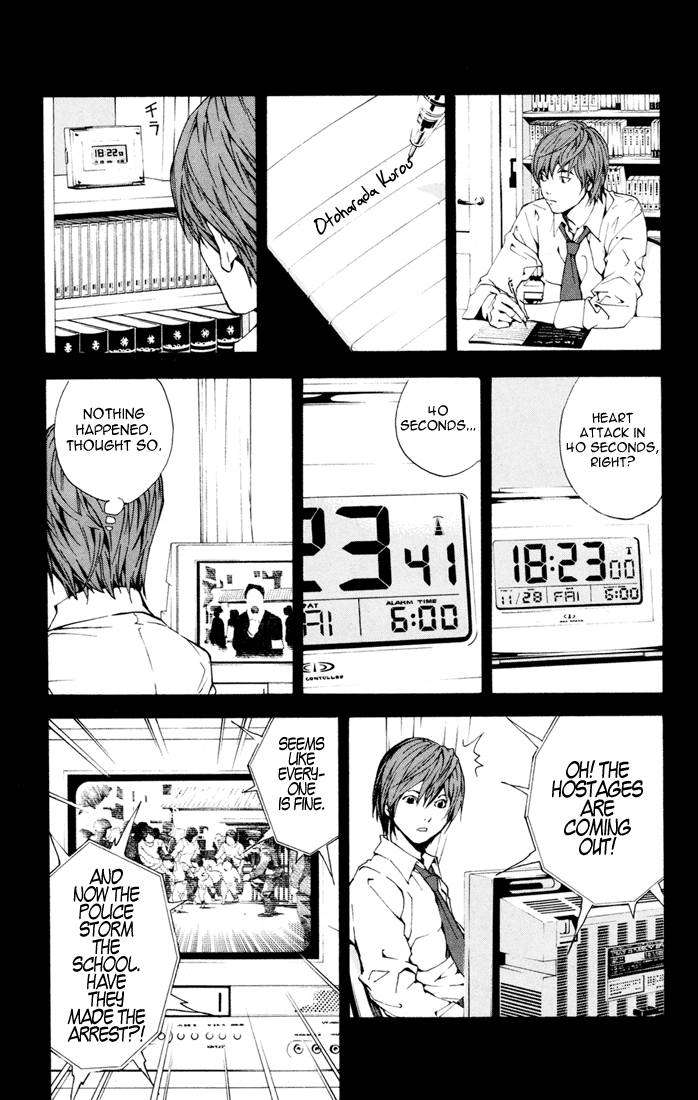 Otoharada Kurou
チラ
18:22
HEART
ATTACK IN
40 SECONDS,
RIGHT?
18:23 00
11/28 FRI 6:00
40
SECONDS...
23 41
ALARM TIME
6:00
NOTHING
HAPPENED.
THOUGHT SO.
OH! THE
HOSTAGES
ARE
COMING
OUT!
SEEMS
LIKE
EVERY-
ONE
IS FINE.
AND
NOW THE
POLICE
STORM
THE
SCHOOL.
HAVE
THEY
MADE THE
ARREST?!